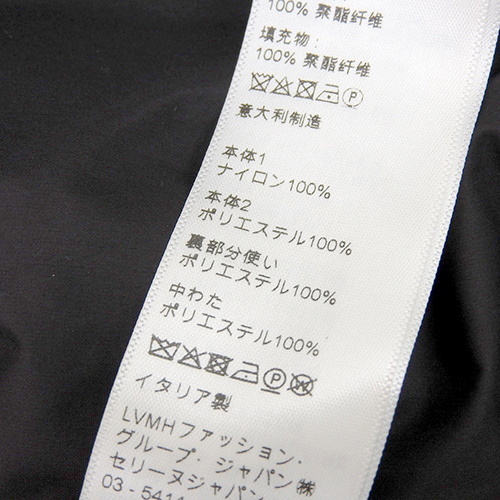 100% 聚酯纤维
填充物:
100% 聚酯纤维
P
意大利制造
本体1
ナイロン100%
本体2
ポリエステル100%
裏部分使い
ポリエステル100%
中わた
ポリエステル100%
P W
イタリア製
LVMHファッション・
グループ・ジャパン㈱
セリーヌジャパン
03-5414